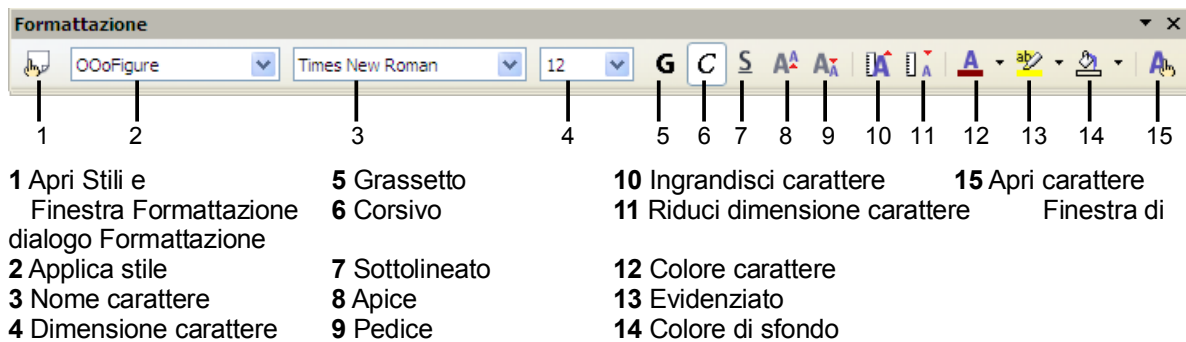 Formattazione
OOoFigure Times New Roman 12 G C S A A A A A ab A
1 2 3 4 5 6 7 8 9 10 11 12 13 14 15
1 Apri Stili e 5 Grassetto 10 Ingrandisci carattere 15 Apri carattere
Finestra Formattazione 6 Corsivo 11 Riduci dimensione carattere Finestra di
dialogo Formattazione
2 Applica stile 7 Sottolineato 12 Colore carattere
3 Nome carattere 8 Apice 13 Evidenziato
4 Dimensione carattere 9 Pedice 14 Colore di sfondo